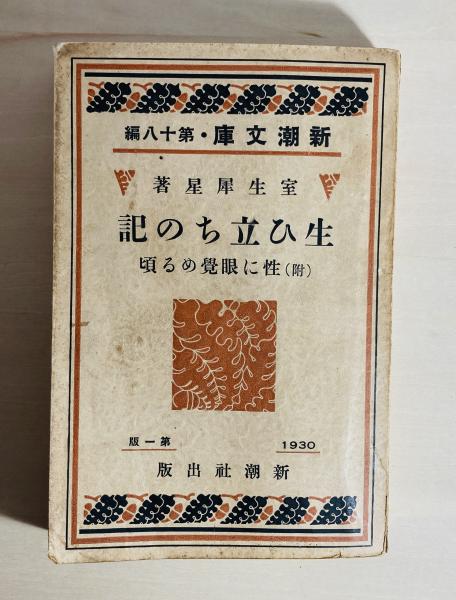 新潮文庫・第十八編
室生犀星著
生ひ立ちの記
(附)性に眼覺める頃
1930 第一版
新潮社出版